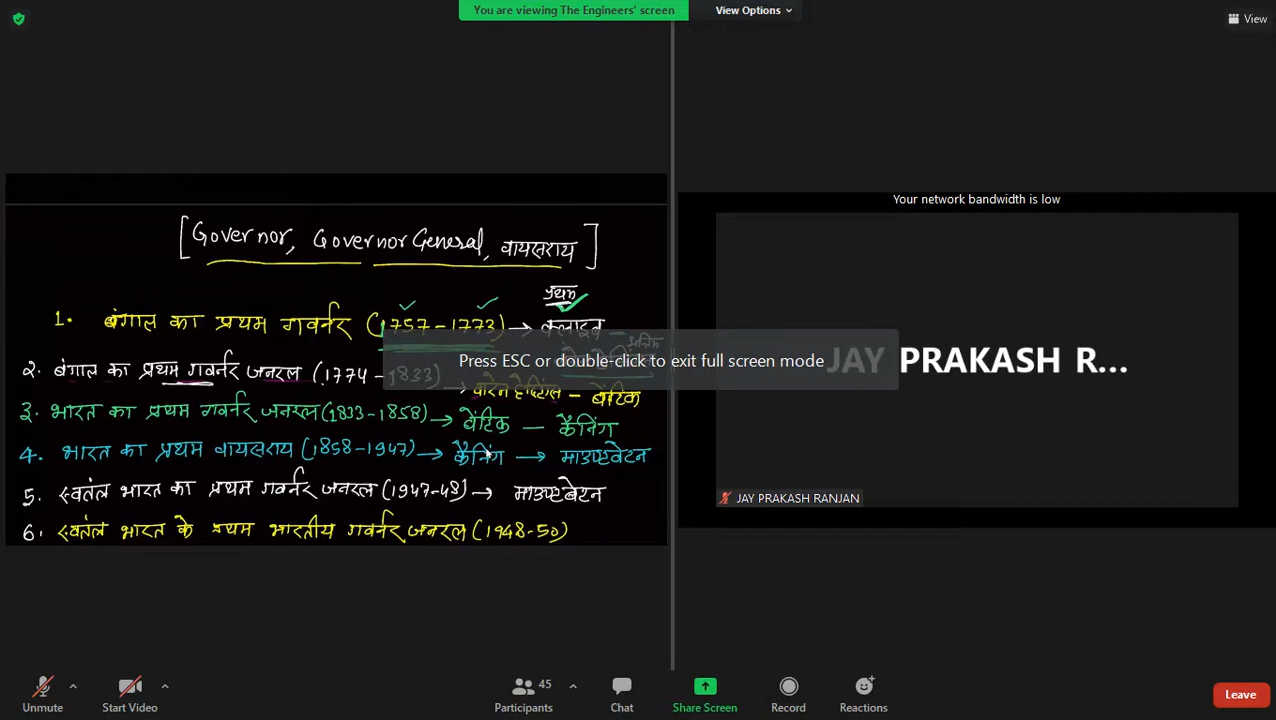 You are viewing The Engineers' screen
View Options
View
Your network bandwidth is low
[Governor, Governor General, वायसराय]
प्रथम
1. बंगाल का प्रथम गवर्नर (1757-1773) → क्लाइव
Press ESC or double-click to exit full screen mode
JAY PRAKASH R...
2. बंगाल का प्रथम गवर्नर जनरल (1774-1833) → वारेन हेस्टिंग्स - बेंटिक
3. भारत का प्रथम गवर्नर जनरल (1833-1858) → बेंटिक — कैनिंग
4. भारत का प्रथम वायसराय (1858-1947) → कैनिंग → माउण्टबेटन
5. स्वतंत्र भारत का प्रथम गवर्नर जनरल (1947-48) → माउण्टबेटन
6. स्वतंत्र भारत के प्रथम भारतीय गवर्नर जनरल (1948-50)
JAY PRAKASH RANJAN
45
Unmute
Start Video
Participants
Chat
Share Screen
Record
Reactions
Leave